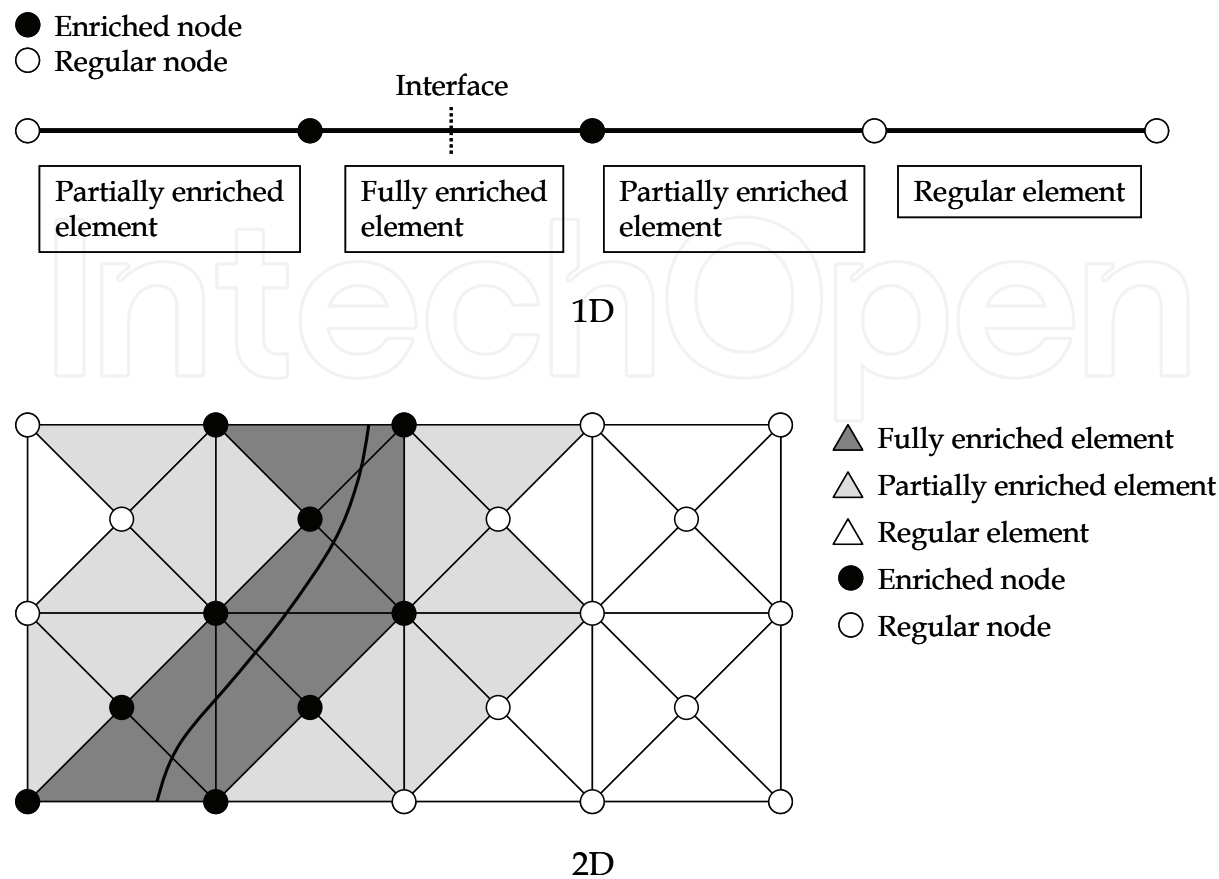 Enriched node
Regular node
Interface
Partially enriched
element
Fully enriched
element
Partially enriched
element
Regular element
IntechOpen
1D
Fully enriched element
Partially enriched element
Regular element
Enriched node
Regular node
2D